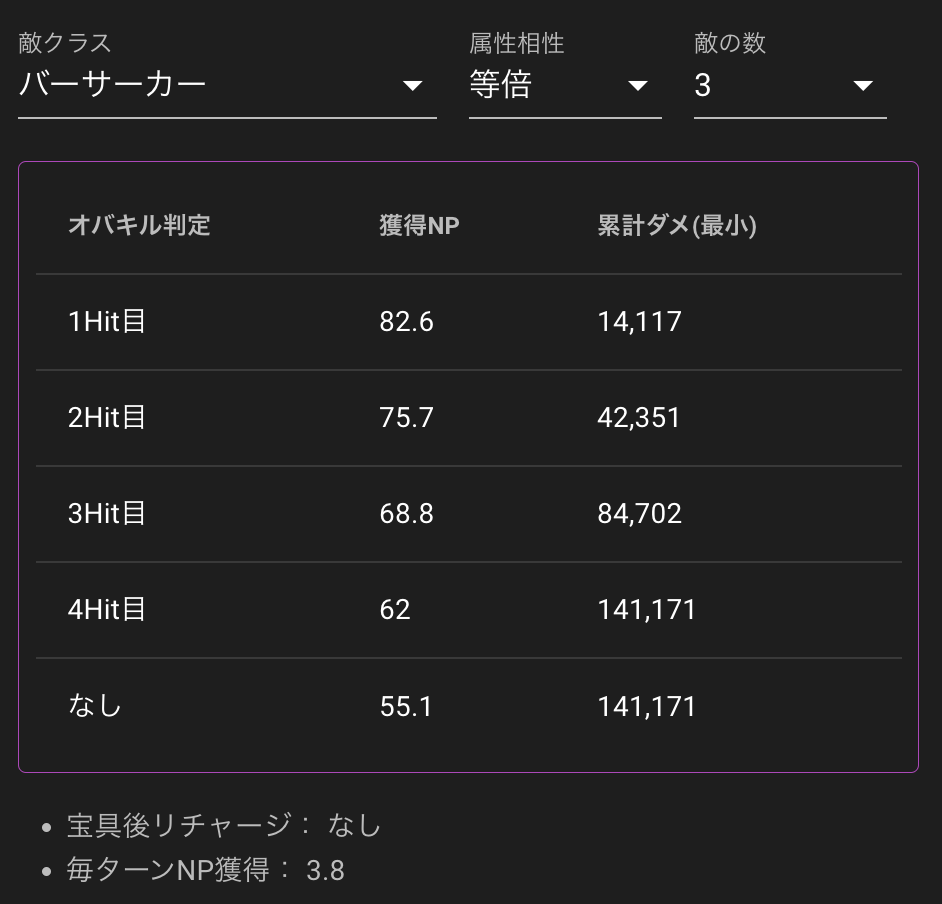 敵クラス 属性相性 敵の数
バーサーカー 等倍 3
オバキル判定 獲得NP 累計ダメ(最小)
1Hit目 82.6 14,117
2Hit目 75.7 42,351
3Hit目 68.8 84,702
4Hit目 62 141,171
なし 55.1 141,171
• 宝具後リチャージ： なし
• 毎ターンNP獲得： 3.8